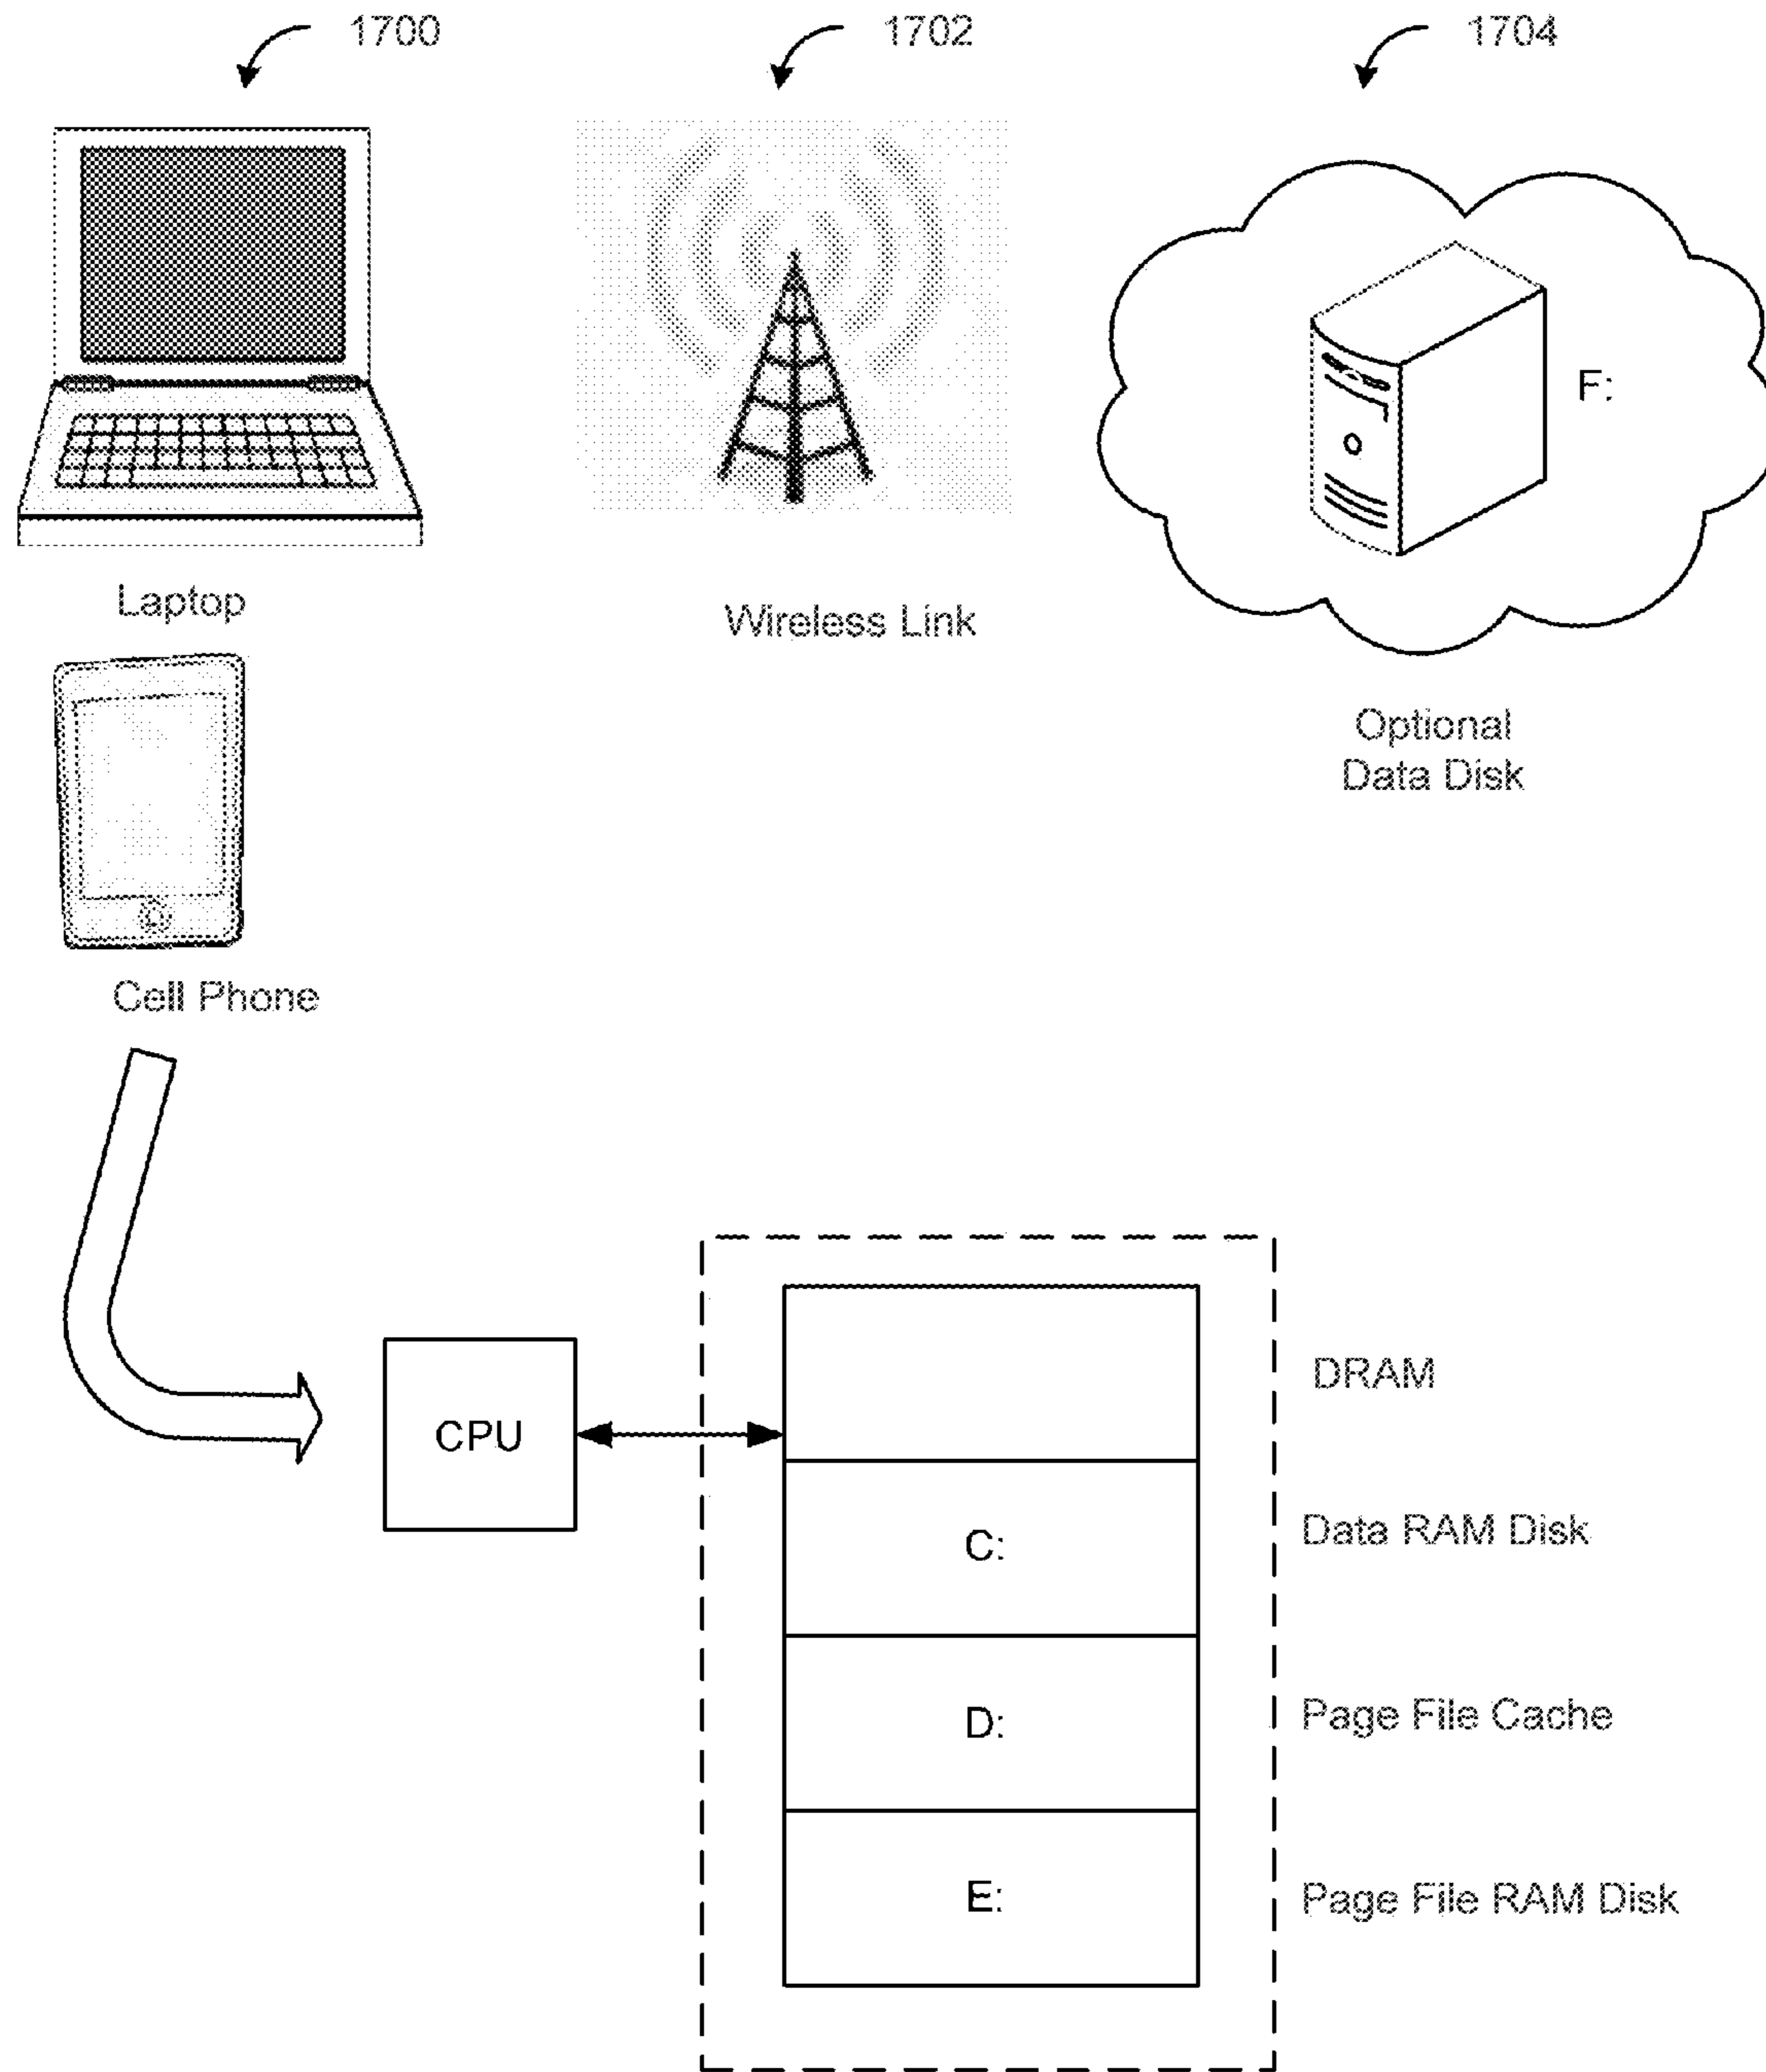 1700
1702
1704
F:
Laptop
Wireless Link
Optional
Data Disk
Cell Phone
CPU
DRAM
C:
Data RAM Disk
D:
Page File Cache
E:
Page File RAM Disk